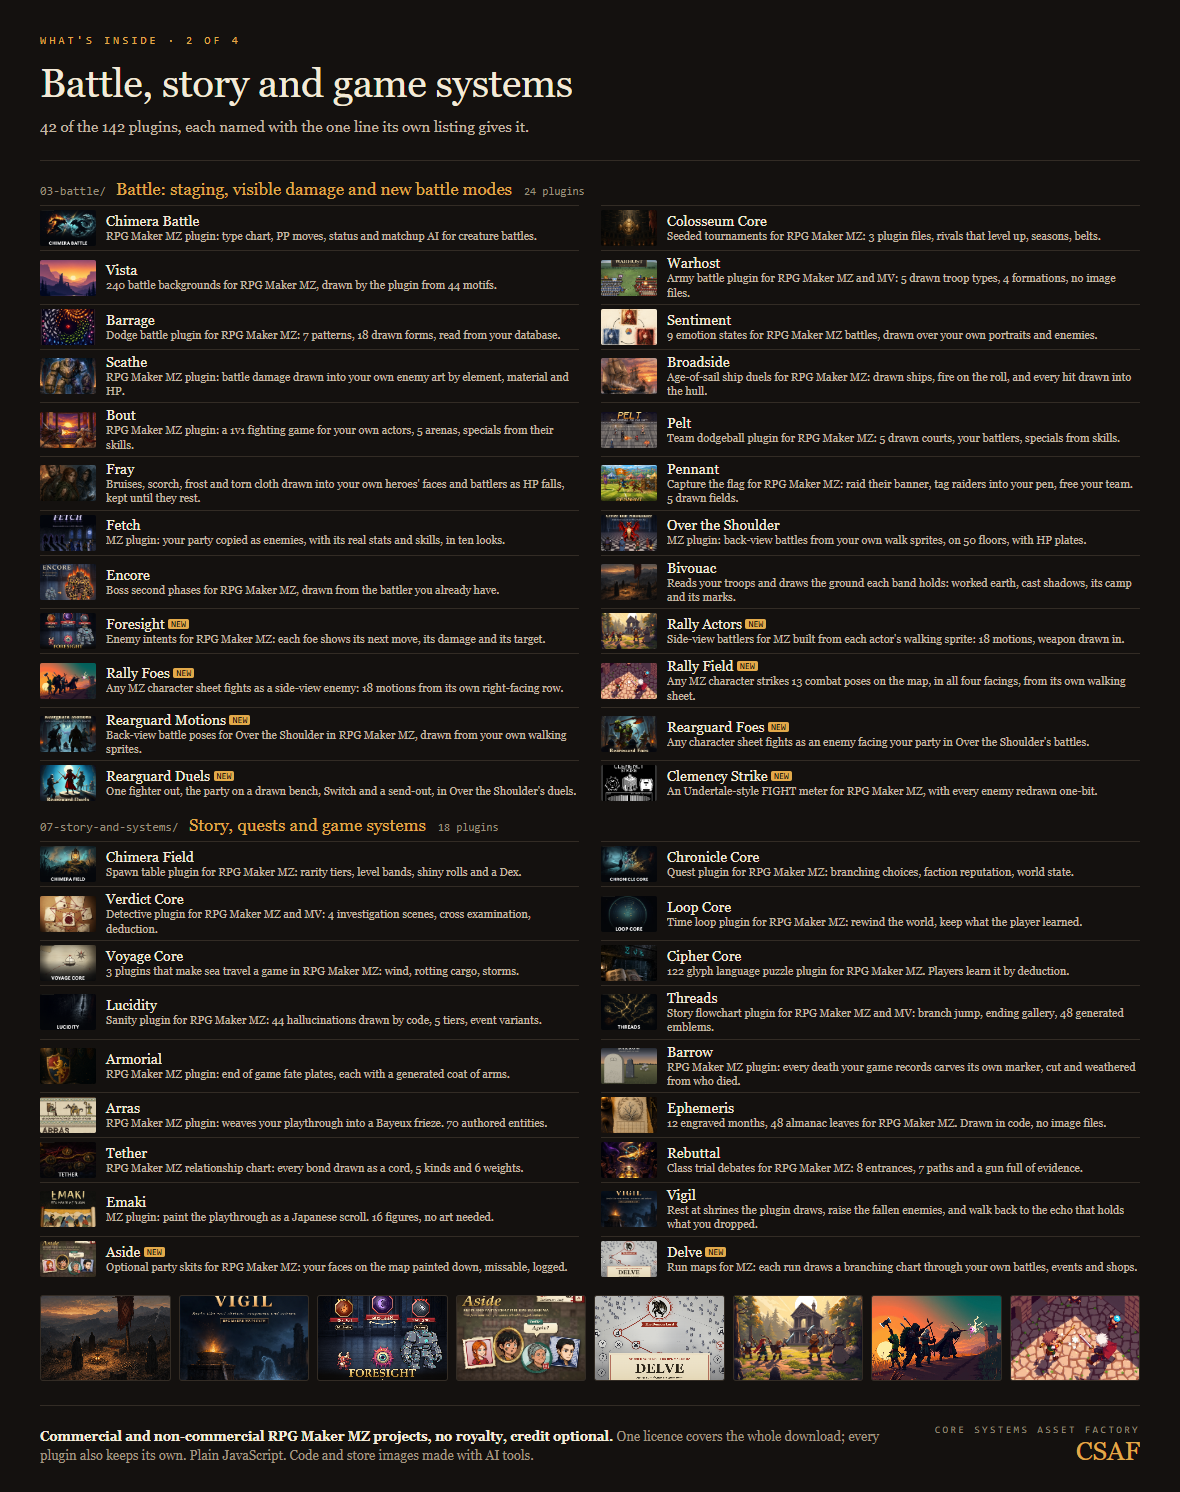 WHAT'S INSIDE · 2 OF 4
Battle, story and game systems
42 of the 142 plugins, each named with the one line its own listing gives it.
03-battle/ Battle: staging, visible damage and new battle modes 24 plugins
CHIMERA BATTLE
Chimera Battle
RPG Maker MZ plugin: type chart, PP moves, status and matchup AI for creature battles.
Colosseum Core
Seeded tournaments for RPG Maker MZ: 3 plugin files, rivals that level up, seasons, belts.
Vista
240 battle backgrounds for RPG Maker MZ, drawn by the plugin from 44 motifs.
WARHOST
Warhost
Army battle plugin for RPG Maker MZ and MV: 5 drawn troop types, 4 formations, no image
files.
Barrage
Dodge battle plugin for RPG Maker MZ: 7 patterns, 18 drawn forms, read from your database.
Sentiment
9 emotion states for RPG Maker MZ battles, drawn over your own portraits and enemies.
Scathe
RPG Maker MZ plugin: battle damage drawn into your own enemy art by element, material and
HP.
Broadside
Age-of-sail ship duels for RPG Maker MZ: drawn ships, fire on the roll, and every hit drawn into
the hull.
Bout
RPG Maker MZ plugin: a 1v1 fighting game for your own actors, 5 arenas, specials from their
skills.
PELT
Pelt
Team dodgeball plugin for RPG Maker MZ: 5 drawn courts, your battlers, specials from skills.
Fray
Bruises, scorch, frost and torn cloth drawn into your own heroes' faces and battlers as HP falls,
kept until they rest.
Pennant
Capture the flag for RPG Maker MZ: raid their banner, tag raiders into your pen, free your team.
5 drawn fields.
FETCH
Fetch
MZ plugin: your party copied as enemies, with its real stats and skills, in ten looks.
Over the Shoulder
MZ plugin: back-view battles from your own walk sprites, on 50 floors, with HP plates.
ENCORE
Encore
Boss second phases for RPG Maker MZ, drawn from the battler you already have.
Bivouac
Reads your troops and draws the ground each band holds: worked earth, cast shadows, its camp
and its marks.
FORESIGHT
Foresight NEW
Enemy intents for RPG Maker MZ: each foe shows its next move, its damage and its target.
Rally Actors NEW
Side-view battlers for MZ built from each actor's walking sprite: 18 motions, weapon drawn in.
Rally Foes NEW
Any MZ character sheet fights as a side-view enemy: 18 motions from its own right-facing row.
Rally Field NEW
Any MZ character strikes 13 combat poses on the map, in all four facings, from its own walking
sheet.
Rearguard Motions
Rearguard Motions NEW
Back-view battle poses for Over the Shoulder in RPG Maker MZ, drawn from your own walking
sprites.
Rearguard Foes
Rearguard Foes NEW
Any character sheet fights as an enemy facing your party in Over the Shoulder's battles.
Rearguard Duels
Rearguard Duels NEW
One fighter out, the party on a drawn bench, Switch and a send-out, in Over the Shoulder's duels.
Clemency Strike NEW
An Undertale-style FIGHT meter for RPG Maker MZ, with every enemy redrawn one-bit.
07-story-and-systems/ Story, quests and game systems 18 plugins
CHIMERA FIELD
Chimera Field
Spawn table plugin for RPG Maker MZ: rarity tiers, level bands, shiny rolls and a Dex.
CHRONICLE CORE
Chronicle Core
Quest plugin for RPG Maker MZ: branching choices, faction reputation, world state.
Verdict Core
Detective plugin for RPG Maker MZ and MV: 4 investigation scenes, cross examination,
deduction.
LOOP CORE
Loop Core
Time loop plugin for RPG Maker MZ: rewind the world, keep what the player learned.
VOYAGE CORE
Voyage Core
3 plugins that make sea travel a game in RPG Maker MZ: wind, rotting cargo, storms.
Cipher Core
122 glyph language puzzle plugin for RPG Maker MZ. Players learn it by deduction.
LUCIDITY
Lucidity
Sanity plugin for RPG Maker MZ: 44 hallucinations drawn by code, 5 tiers, event variants.
THREADS
Threads
Story flowchart plugin for RPG Maker MZ and MV: branch jump, ending gallery, 48 generated
emblems.
Armorial
RPG Maker MZ plugin: end of game fate plates, each with a generated coat of arms.
Barrow
RPG Maker MZ plugin: every death your game records carves its own marker, cut and weathered
from who died.
ARRAS
Arras
RPG Maker MZ plugin: weaves your playthrough into a Bayeux frieze. 70 authored entities.
Ephemeris
12 engraved months, 48 almanac leaves for RPG Maker MZ. Drawn in code, no image files.
TETHER
Tether
RPG Maker MZ relationship chart: every bond drawn as a cord, 5 kinds and 6 weights.
Rebuttal
Class trial debates for RPG Maker MZ: 8 entrances, 7 paths and a gun full of evidence.
EMAKI
Emaki
MZ plugin: paint the playthrough as a Japanese scroll. 16 figures, no art needed.
VIGIL
Vigil
Rest at shrines the plugin draws, raise the fallen enemies, and walk back to the echo that holds
what you dropped.
Aside
Aside NEW
Optional party skits for RPG Maker MZ: your faces on the map painted down, missable, logged.
DELVE
Delve NEW
Run maps for MZ: each run draws a branching chart through your own battles, events and shops.
VIGIL
FORESIGHT
Aside
Again?
DELVE
Commercial and non-commercial RPG Maker MZ projects, no royalty, credit optional. One licence covers the whole download; every
plugin also keeps its own. Plain JavaScript. Code and store images made with AI tools.
CORE SYSTEMS ASSET FACTORY
CSAF